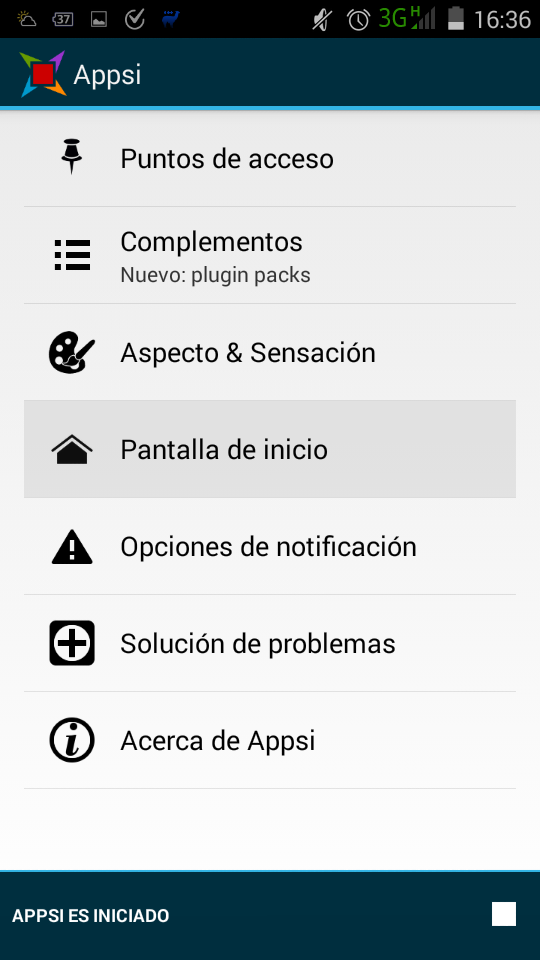 37
3G H 16:36
Appsi
Puntos de acceso
Complementos
Nuevo: plugin packs
Aspecto & Sensación
Pantalla de inicio
Opciones de notificación
Solución de problemas
Acerca de Appsi
APPSI ES INICIADO